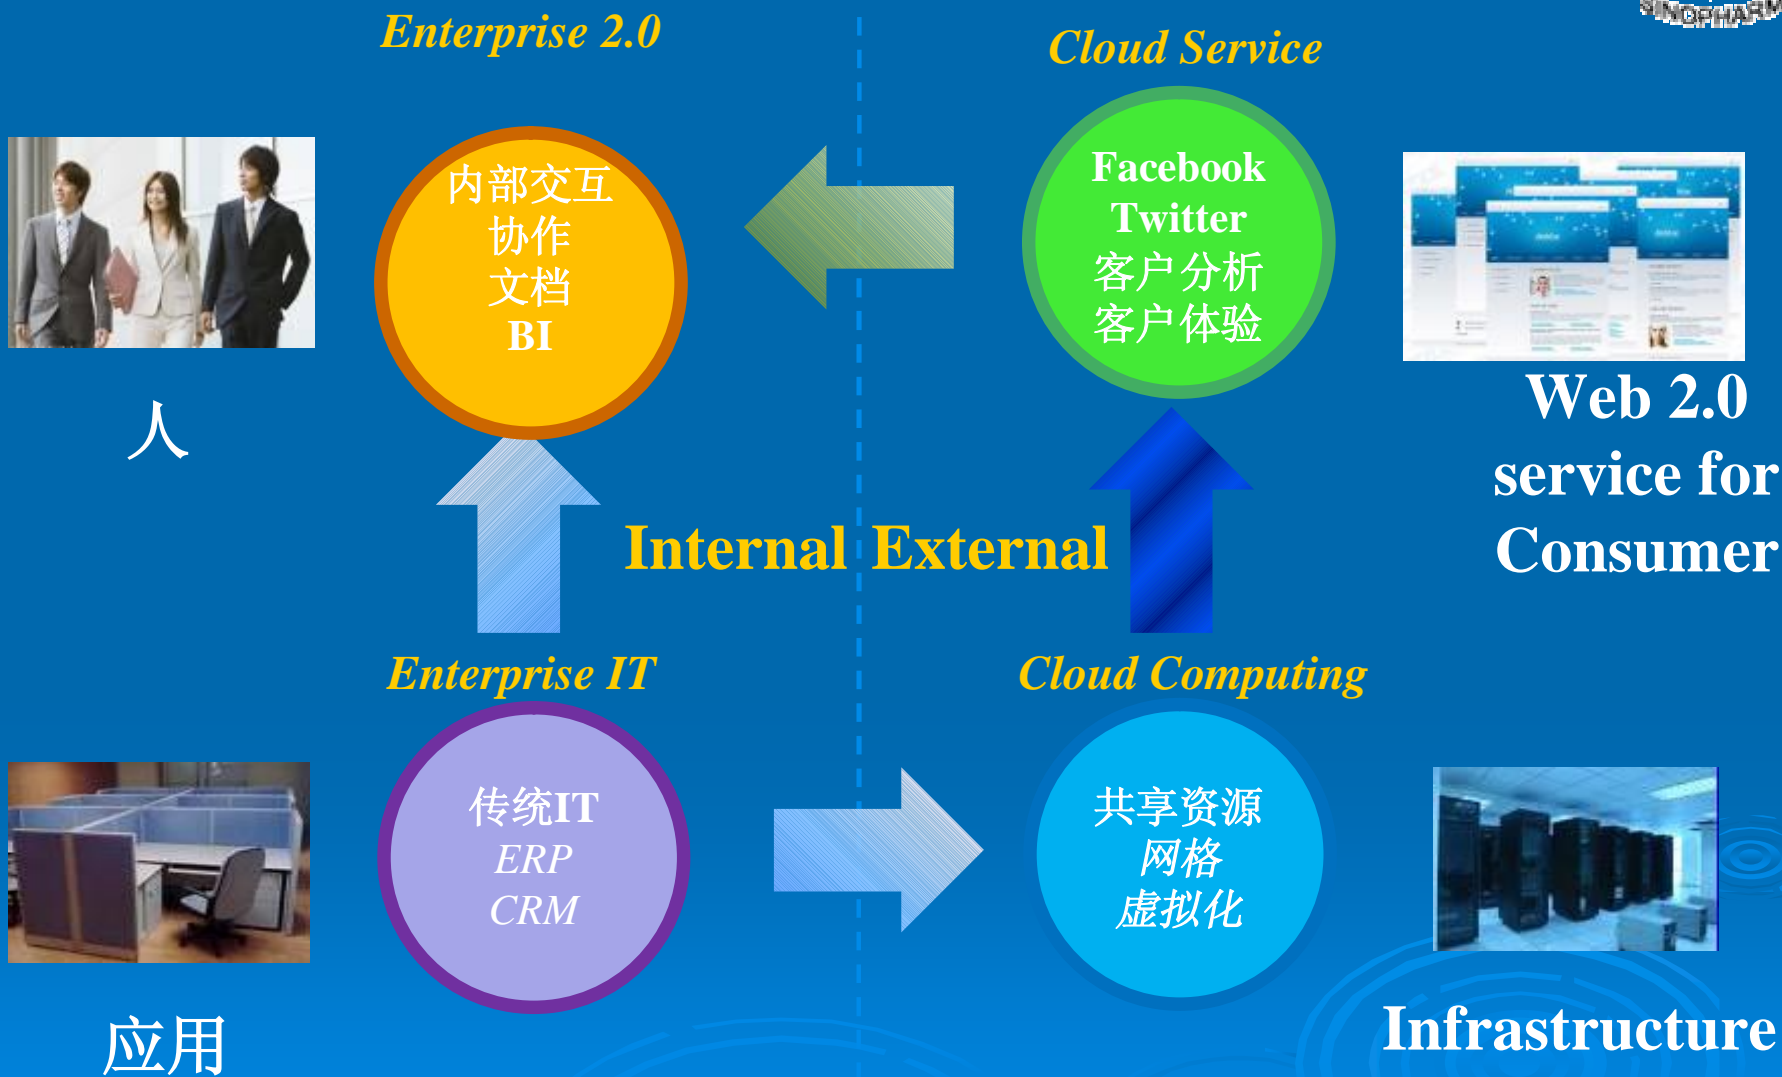 SINOPHARM
Enterprise 2.0
Cloud Service
内部交互
协作
文档
BI
Facebook
Twitter
客户分析
客户体验
人
Web 2.0
service for
Consumer
Internal
External
Enterprise IT
Cloud Computing
传统IT
ERP
CRM
共享资源
网格
虚拟化
应用
Infrastructure